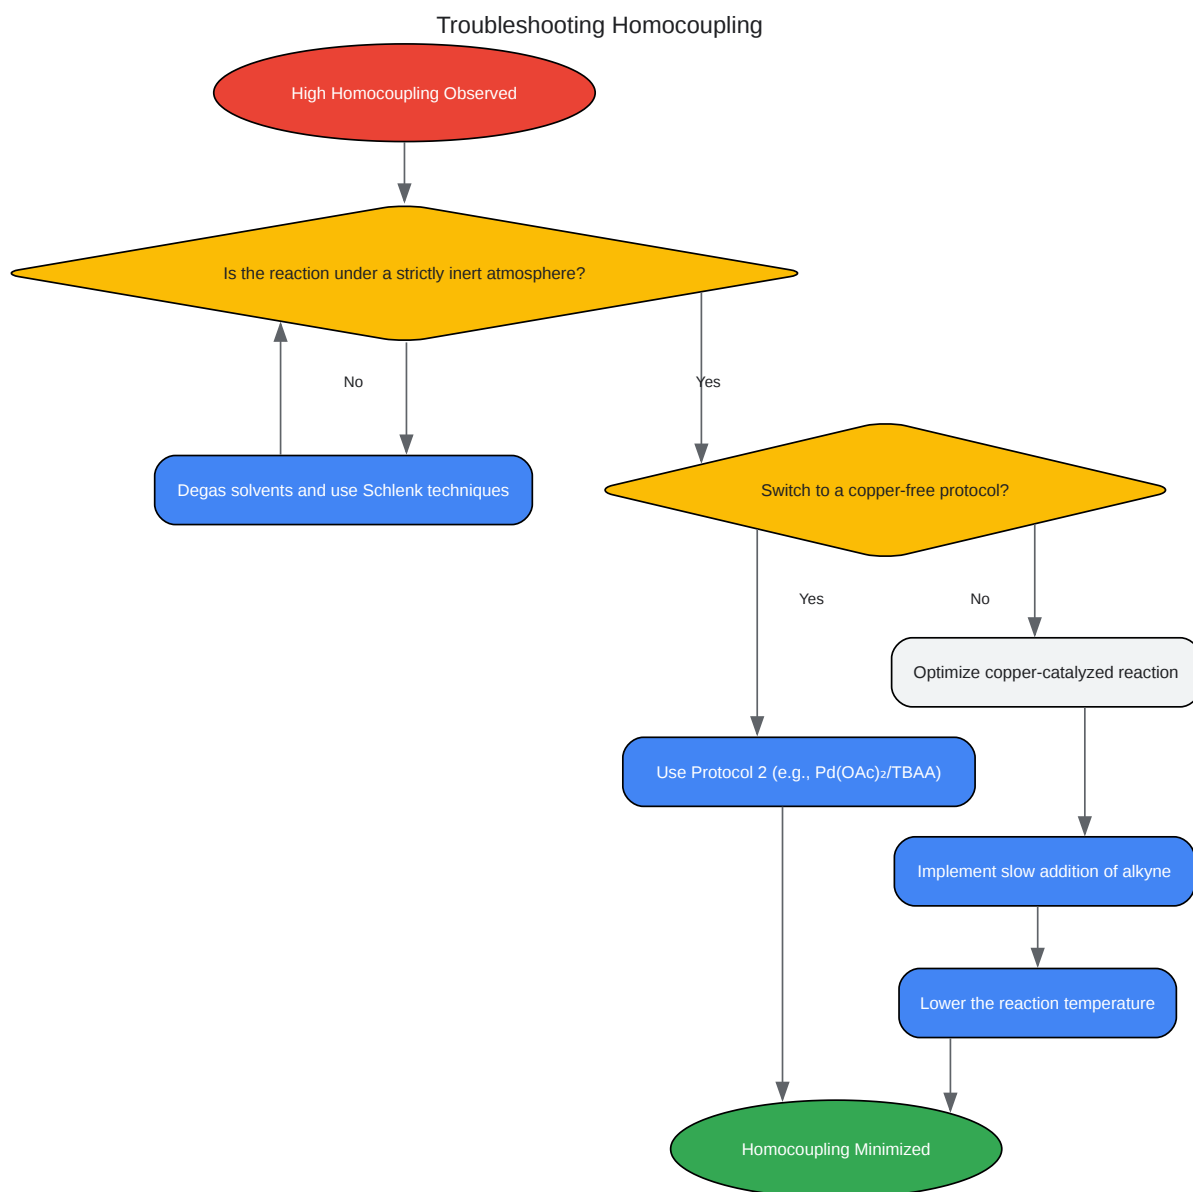 Troubleshooting Homocoupling
High Homocoupling Observed
Is the reaction under a strictly inert atmosphere?
No
Yes
Degas solvents and use Schlenk techniques
Switch to a copper-free protocol?
Yes
No
Optimize copper-catalyzed reaction
Use Protocol 2 (e.g., Pd(OAc)₂/TBAA)
Implement slow addition of alkyne
Lower the reaction temperature
Homocoupling Minimized